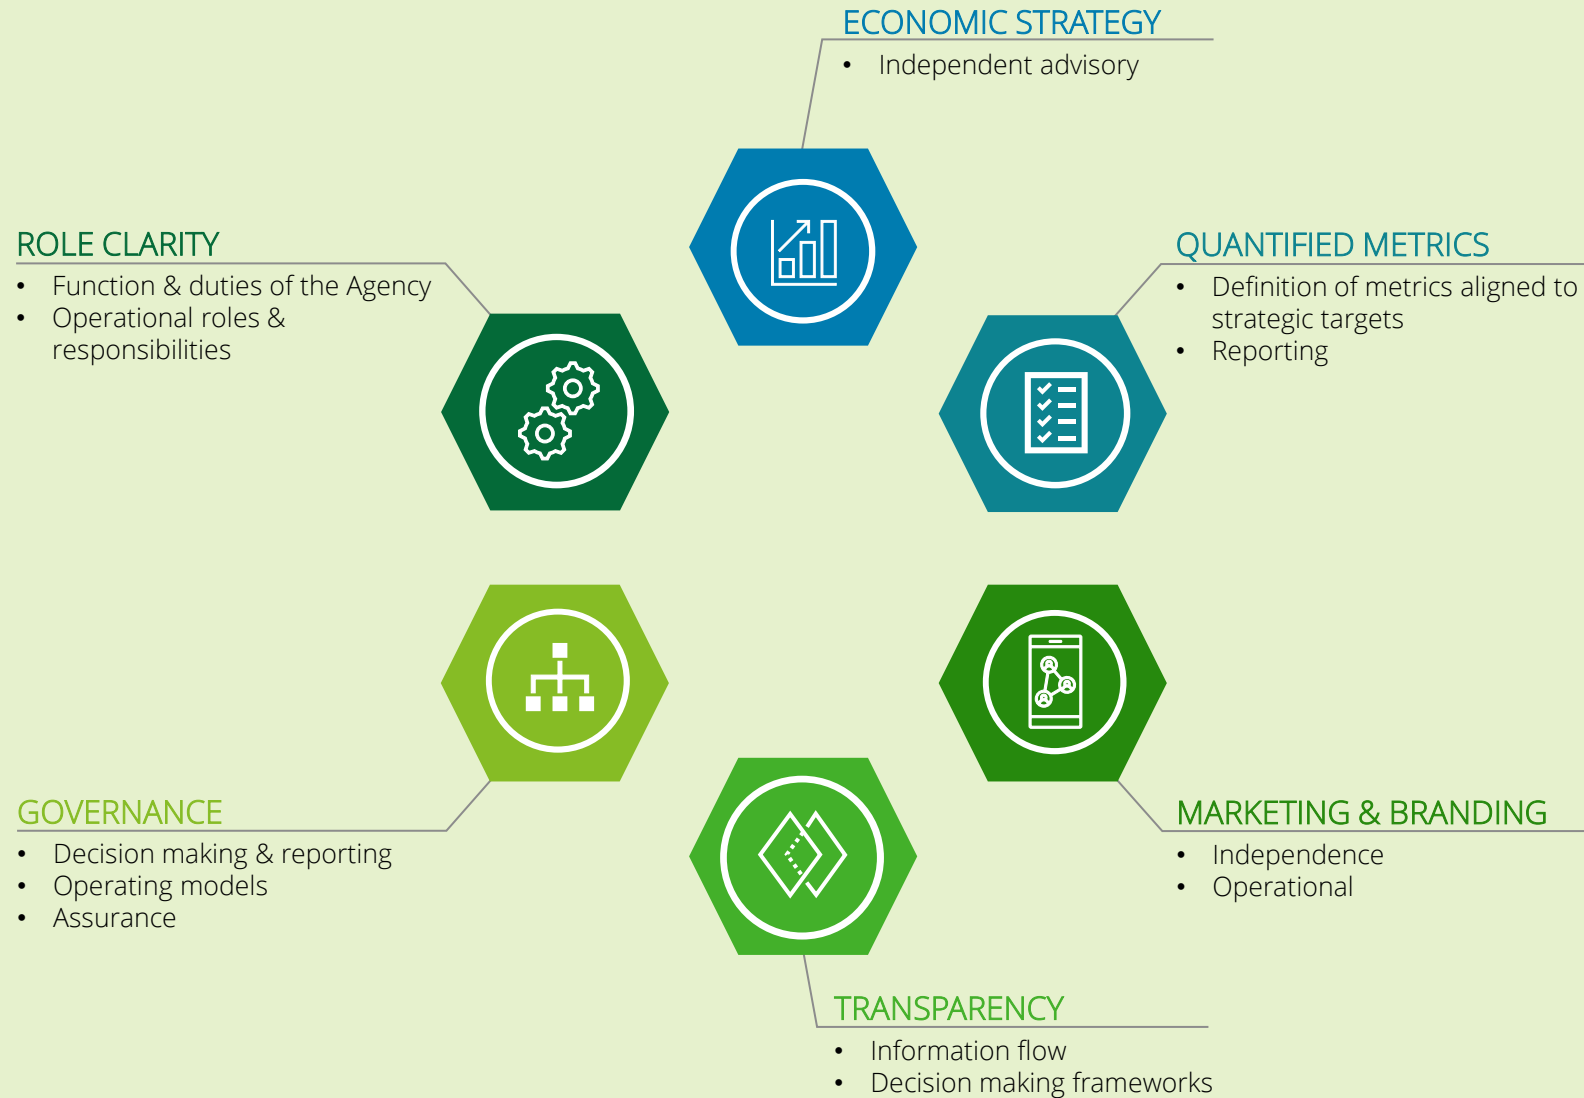 ECONOMIC STRATEGY
• Independent advisory
ROLE CLARITY
• Function & duties of the Agency
• Operational roles &
responsibilities
QUANTIFIED METRICS
• Definition of metrics aligned to
strategic targets
• Reporting
GOVERNANCE
• Decision making & reporting
• Operating models
• Assurance
MARKETING & BRANDING
• Independence
• Operational
TRANSPARENCY
• Information flow
• Decision making frameworks